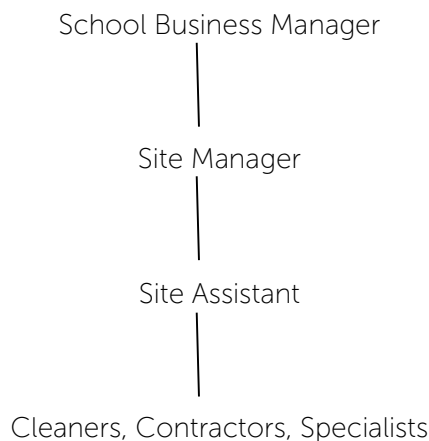 School Business Manager
Site Manager
Site Assistant
Cleaners, Contractors, Specialists